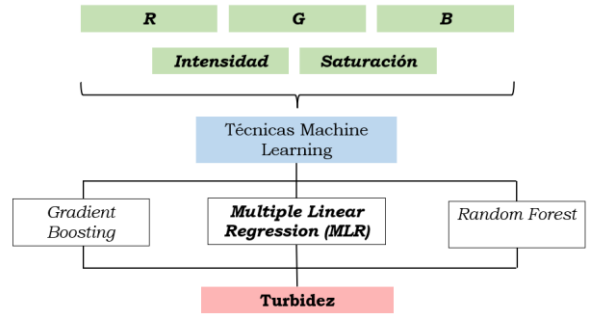 R
G
B
Intensidad
Saturación
Técnicas Machine
Learning
Gradient
Boosting
Multiple Linear
Regression (MLR)
Random Forest
Turbidez